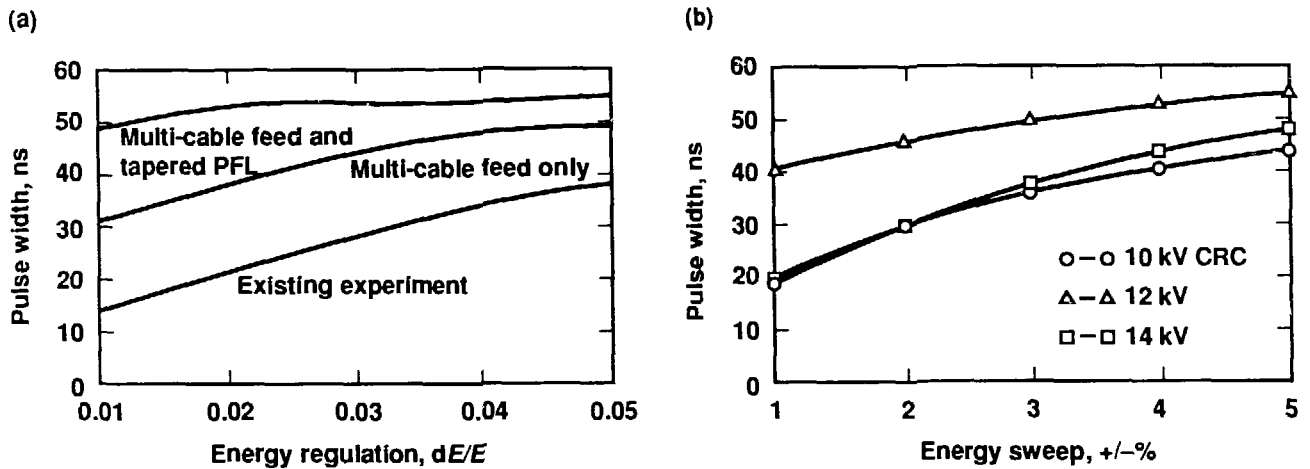 (a)
60
50
40
30
20
10
0
Pulse width, ns
Multi-cable feed and
tapered PFL
Multi-cable feed only
Existing experiment
0.01 0.02 0.03 0.04 0.05
Energy regulation, dE/E
(b)
60
50
40
30
20
10
0
Pulse width, ns
10 kV CRC
12 kV
14 kV
1 2 3 4 5
Energy sweep, +/–%